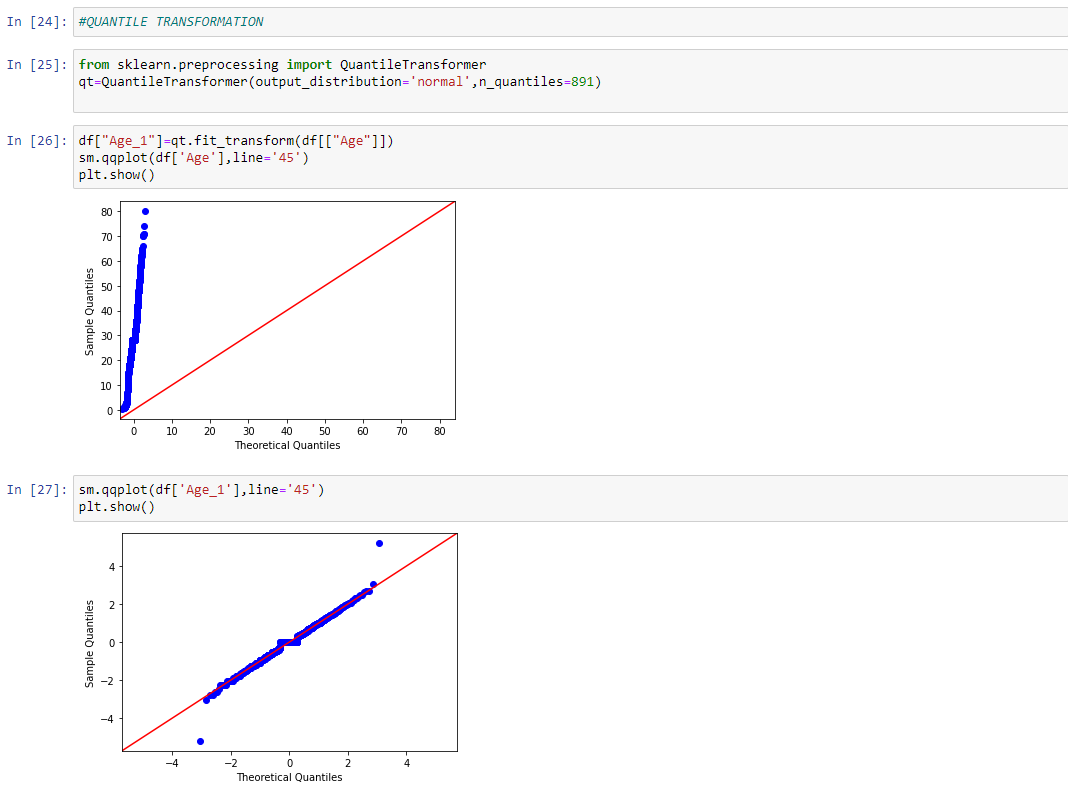 In [24]: #QUANTILE TRANSFORMATION
In [25]: from sklearn.preprocessing import QuantileTransformer
qt=QuantileTransformer(output_distribution='normal',n_quantiles=891)
In [26]: df["Age_1"]=qt.fit_transform(df[["Age"]])
sm.qqplot(df['Age'],line='45')
plt.show()
80
70
60
50
40
30
20
10
0
Sample Quantiles
0 10 20 30 40 50 60 70 80
Theoretical Quantiles
In [27]: sm.qqplot(df['Age_1'],line='45')
plt.show()
4
2
0
−2
−4
Sample Quantiles
−4 −2 0 2 4
Theoretical Quantiles